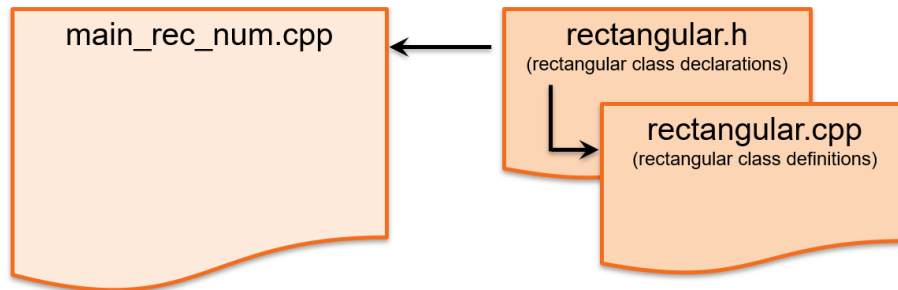 main_rec_num.cpp
rectangular.h
(rectangular class declarations)
rectangular.cpp
(rectangular class definitions)